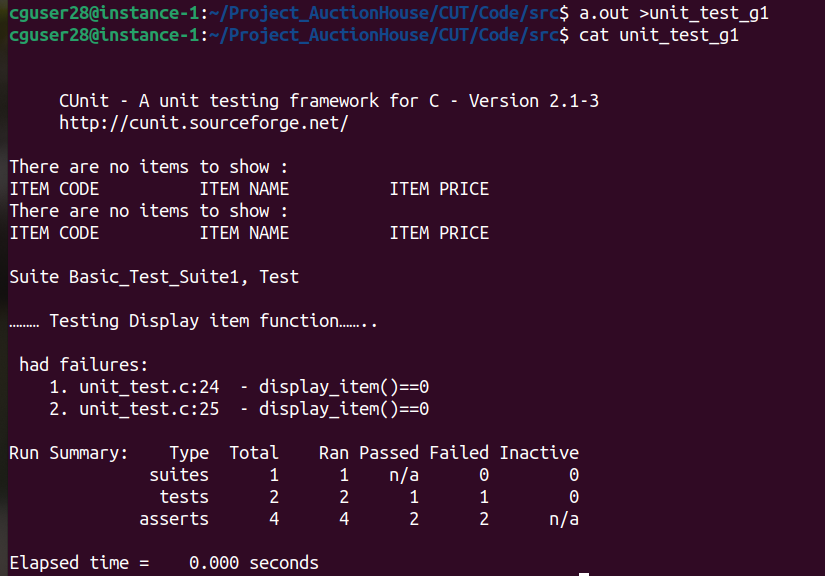 cguser28@instance-1:~/Project_AuctionHouse/CUT/Code/src$ a.out >unit_test_g1
cguser28@instance-1:~/Project_AuctionHouse/CUT/Code/src$ cat unit_test_g1
CUnit - A unit testing framework for C - Version 2.1-3
http://cunit.sourceforge.net/
There are no items to show :
ITEM CODE          ITEM NAME          ITEM PRICE
There are no items to show :
ITEM CODE          ITEM NAME          ITEM PRICE
Suite Basic_Test_Suite1, Test
……… Testing Display item function……..
had failures:
1. unit_test.c:24  - display_item()==0
2. unit_test.c:25  - display_item()==0
Run Summary:    Type  Total    Ran Passed Failed Inactive
suites      1      1    n/a      0        0
tests      2      2      1      1        0
asserts      4      4      2      2      n/a
Elapsed time =    0.000 seconds